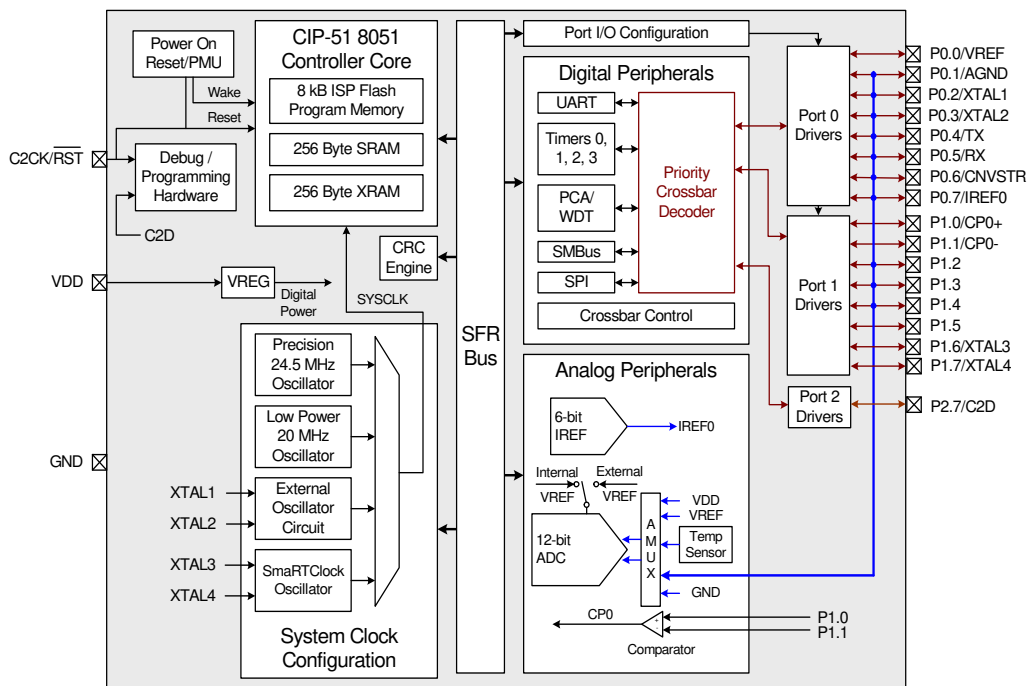 Power On
Reset/PMU
Wake
Reset
C2CK/RST
Debug /
Programming
Hardware
C2D
VDD
VREG
Digital
Power
GND
CIP-51 8051
Controller Core
8 kB ISP Flash
Program Memory
256 Byte SRAM
256 Byte XRAM
CRC
Engine
SYSCLK
Precision
24.5 MHz
Oscillator
Low Power
20 MHz
Oscillator
XTAL1
XTAL2
External
Oscillator
Circuit
XTAL3
XTAL4
SmaRTClock
Oscillator
System Clock
Configuration
SFR
Bus
Port I/O Configuration
Digital Peripherals
UART
Timers 0,
1, 2, 3
PCA/
WDT
SMBus
SPI
Priority
Crossbar
Decoder
Crossbar Control
Analog Peripherals
6-bit
IREF
IREF0
Internal
VREF
External
VREF
12-bit
ADC
A
M
U
X
VDD
VREF
Temp
Sensor
GND
CP0
+
-
Comparator
P1.0
P1.1
Port 0
Drivers
Port 1
Drivers
Port 2
Drivers
P0.0/VREF
P0.1/AGND
P0.2/XTAL1
P0.3/XTAL2
P0.4/TX
P0.5/RX
P0.6/CNVSTR
P0.7/IREF0
P1.0/CP0+
P1.1/CP0-
P1.2
P1.3
P1.4
P1.5
P1.6/XTAL3
P1.7/XTAL4
P2.7/C2D